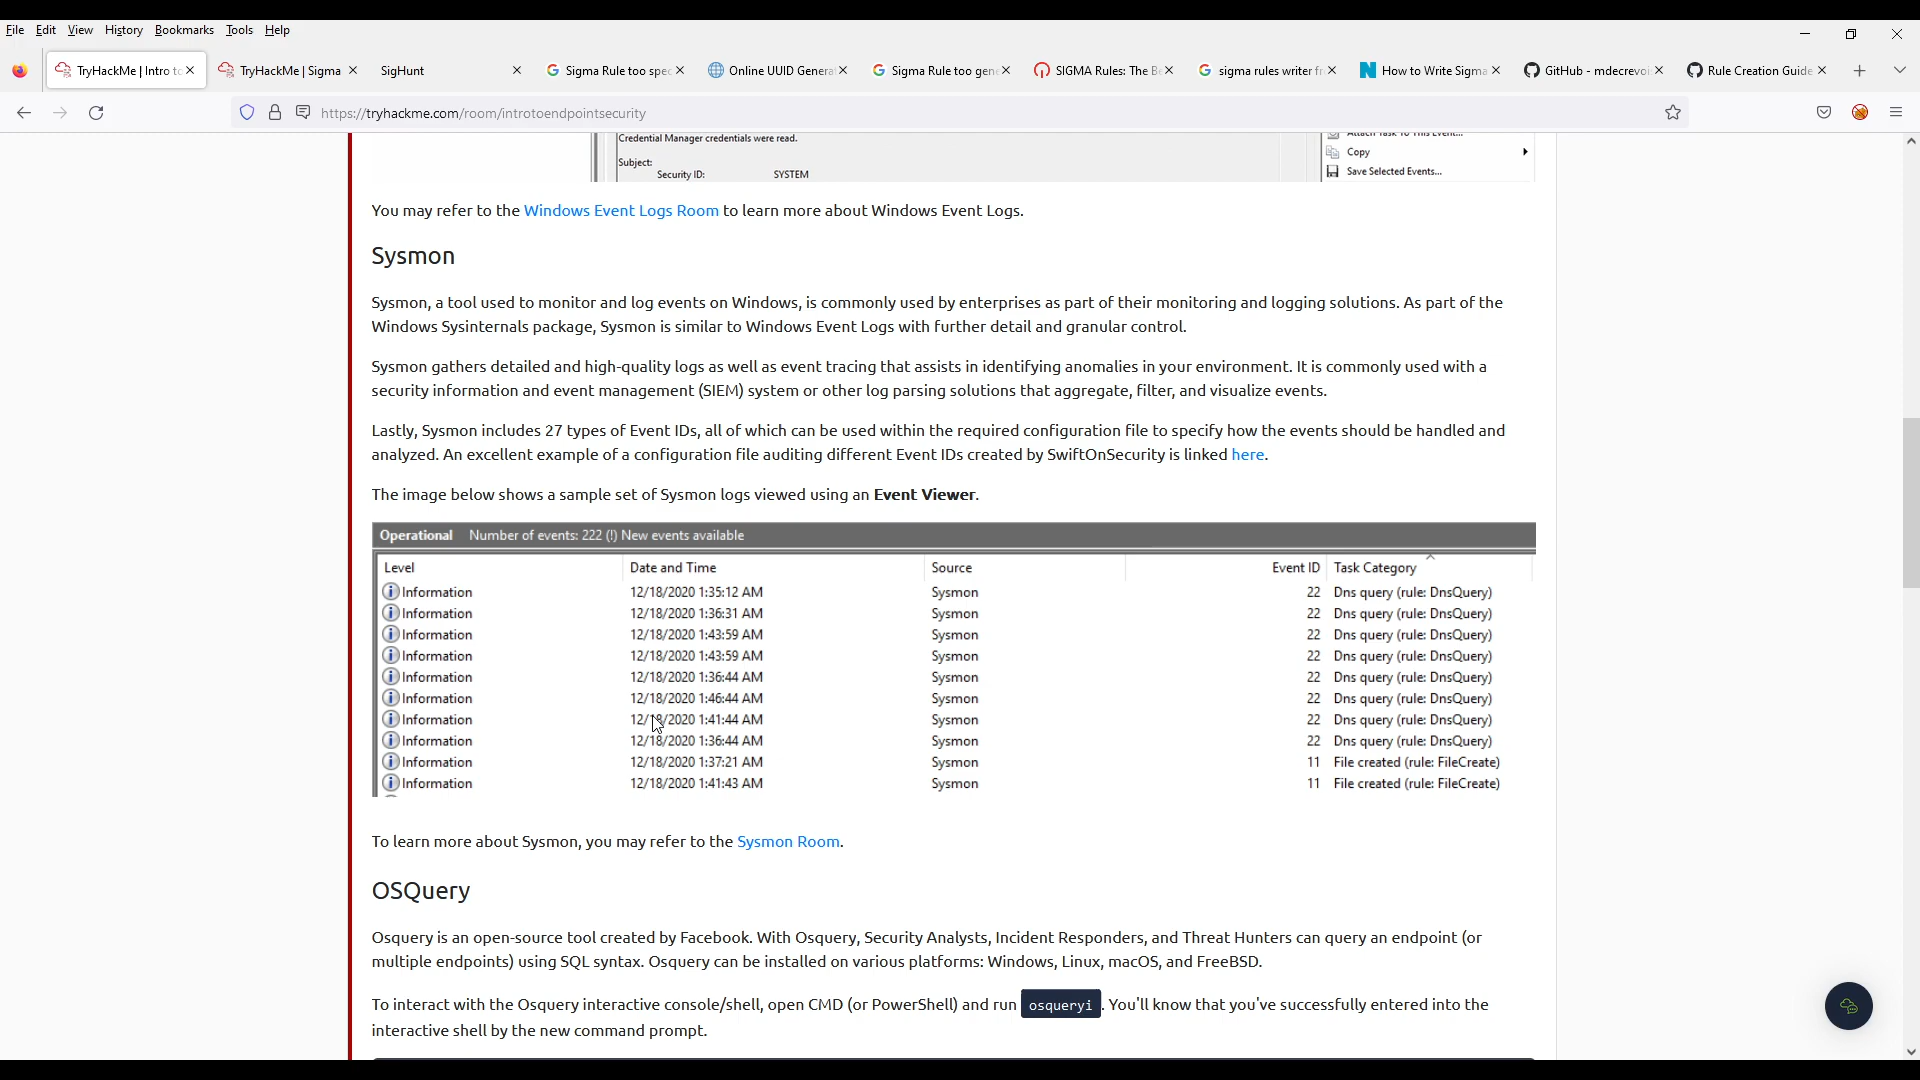 File Edit View History Bookmarks Tools Help
TryHackMe | Intro to
TryHackMe | Sigma
SigHunt
Sigma Rule too spec
Online UUID Genera
Sigma Rule too gen
SIGMA Rules: The Be
sigma rules writer fr
How to Write Sigma
GitHub - mdecrevoi
Rule Creation Guide
https://tryhackme.com/room/introtoendpointsecurity
Credential Manager credentials were read.
Subject:
Security ID: SYSTEM
Attach Task To This Event...
Copy
Save Selected Events...
You may refer to the Windows Event Logs Room to learn more about Windows Event Logs.
Sysmon
Sysmon, a tool used to monitor and log events on Windows, is commonly used by enterprises as part of their monitoring and logging solutions. As part of the
Windows Sysinternals package, Sysmon is similar to Windows Event Logs with further detail and granular control.
Sysmon gathers detailed and high-quality logs as well as event tracing that assists in identifying anomalies in your environment. It is commonly used with a
security information and event management (SIEM) system or other log parsing solutions that aggregate, filter, and visualize events.
Lastly, Sysmon includes 27 types of Event IDs, all of which can be used within the required configuration file to specify how the events should be handled and
analyzed. An excellent example of a configuration file auditing different Event IDs created by SwiftOnSecurity is linked here.
The image below shows a sample set of Sysmon logs viewed using an Event Viewer.
Operational Number of events: 222 (!) New events available
Level Date and Time Source Event ID Task Category
Information 12/18/2020 1:35:12 AM Sysmon 22 Dns query (rule: DnsQuery)
Information 12/18/2020 1:36:31 AM Sysmon 22 Dns query (rule: DnsQuery)
Information 12/18/2020 1:43:59 AM Sysmon 22 Dns query (rule: DnsQuery)
Information 12/18/2020 1:43:59 AM Sysmon 22 Dns query (rule: DnsQuery)
Information 12/18/2020 1:36:44 AM Sysmon 22 Dns query (rule: DnsQuery)
Information 12/18/2020 1:46:44 AM Sysmon 22 Dns query (rule: DnsQuery)
Information 12/18/2020 1:41:44 AM Sysmon 22 Dns query (rule: DnsQuery)
Information 12/18/2020 1:36:44 AM Sysmon 22 Dns query (rule: DnsQuery)
Information 12/18/2020 1:37:21 AM Sysmon 11 File created (rule: FileCreate)
Information 12/18/2020 1:41:43 AM Sysmon 11 File created (rule: FileCreate)
To learn more about Sysmon, you may refer to the Sysmon Room.
OSQuery
Osquery is an open-source tool created by Facebook. With Osquery, Security Analysts, Incident Responders, and Threat Hunters can query an endpoint (or
multiple endpoints) using SQL syntax. Osquery can be installed on various platforms: Windows, Linux, macOS, and FreeBSD.
To interact with the Osquery interactive console/shell, open CMD (or PowerShell) and run osqueryi . You'll know that you've successfully entered into the
interactive shell by the new command prompt.